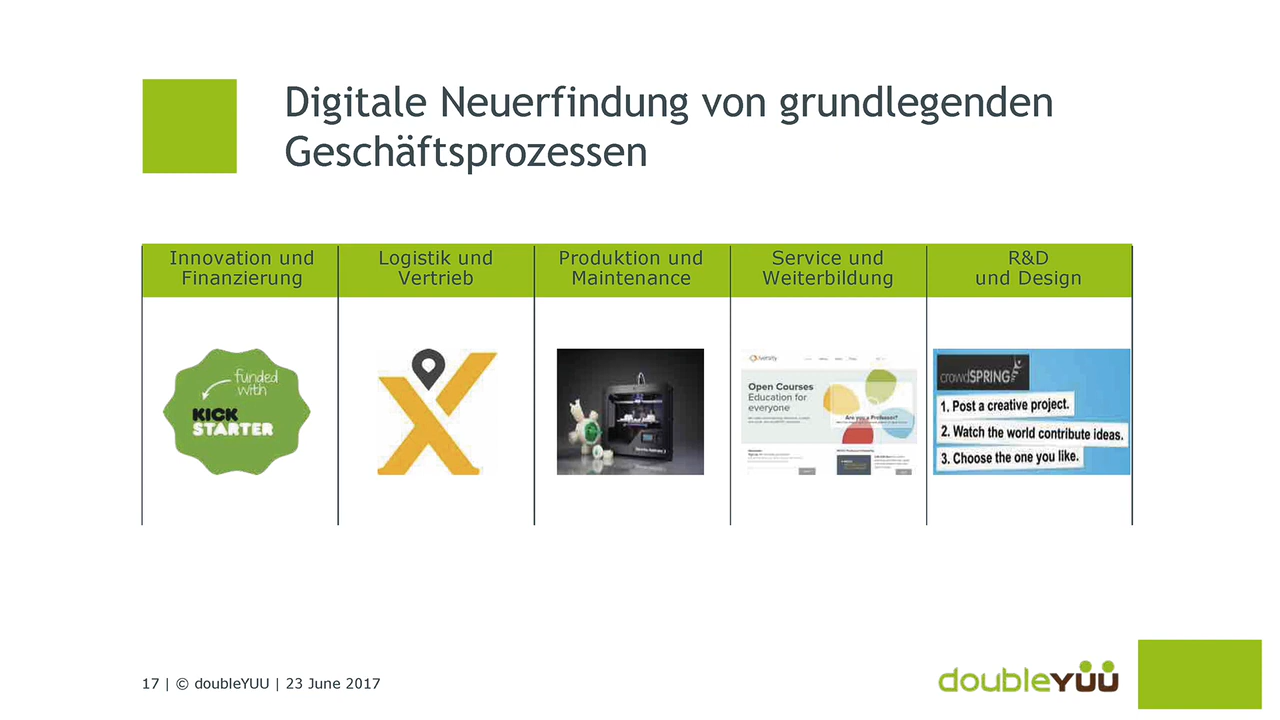 Digitale Neuerfindung von grundlegenden
Geschäftsprozessen
Innovation und
Finanzierung
Logistik und
Vertrieb
Produktion und
Maintenance
Service und
Weiterbildung
R&D
und Design
funded
with
KICK
STARTER
iversity
Open Courses
Education for
everyone
Are you a Professor?
crowdSPRING
1. Post a creative project.
2. Watch the world contribute ideas.
3. Choose the one you like.
17 | © doubleYUU | 23 June 2017
doubleYUU